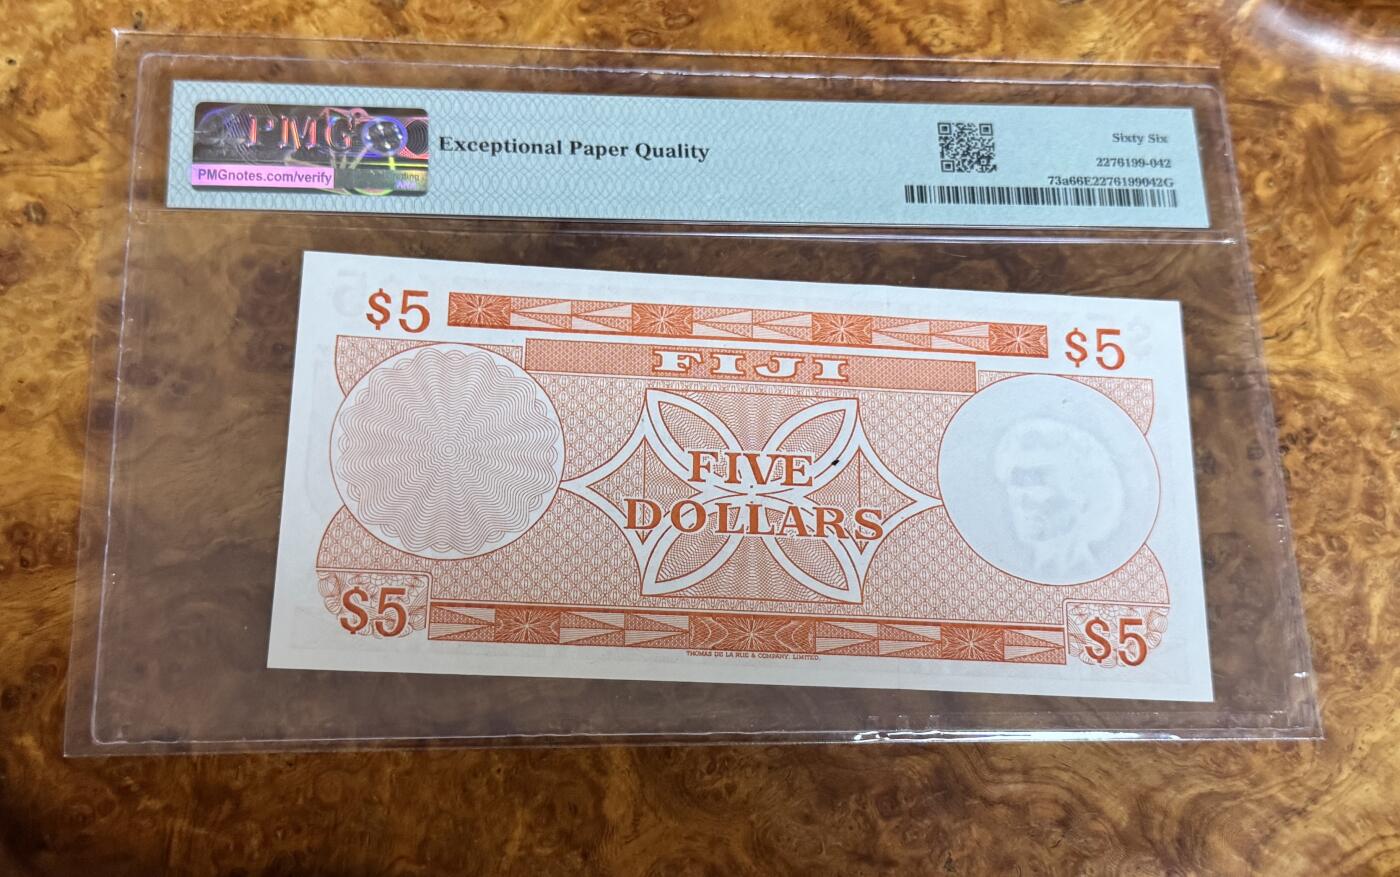 PMG
PMGnotes.com/verify
Exceptional Paper Quality
Sixty Six
2276199-042
73a66E2276199042G
$5
$5
FIJI
FIVE
DOLLARS
$5
$5
THOMAS DE LA RUE & COMPANY, LIMITED.